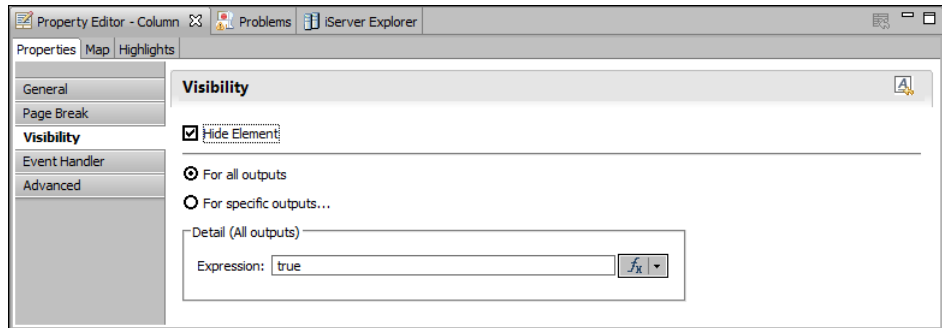 Property Editor - Column Problems iServer Explorer
Properties Map Highlights
General
Page Break
Visibility
Event Handler
Advanced
Visibility
Hide Element
For all outputs
For specific outputs...
Detail (All outputs)
Expression: true fx